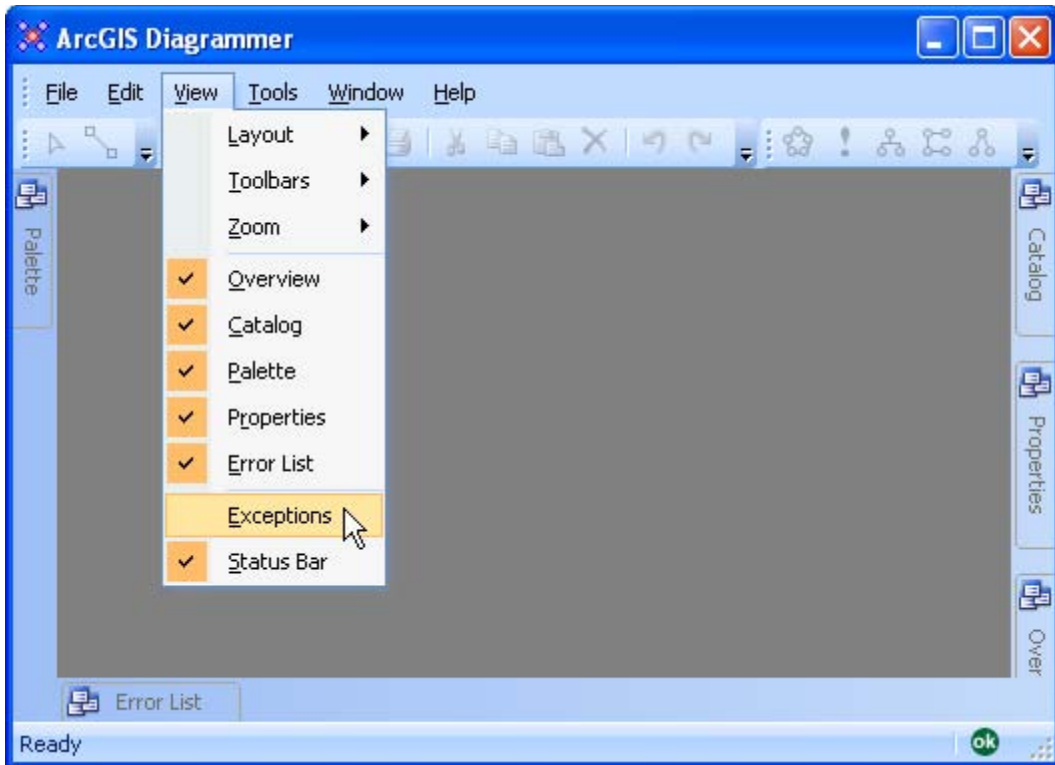 ArcGIS Diagrammer
File Edit View Tools Window Help
Layout
Toolbars
Zoom
Overview
Catalog
Palette
Properties
Error List
Exceptions
Status Bar
Palette
Catalog
Properties
Over
Error List
Ready
ok